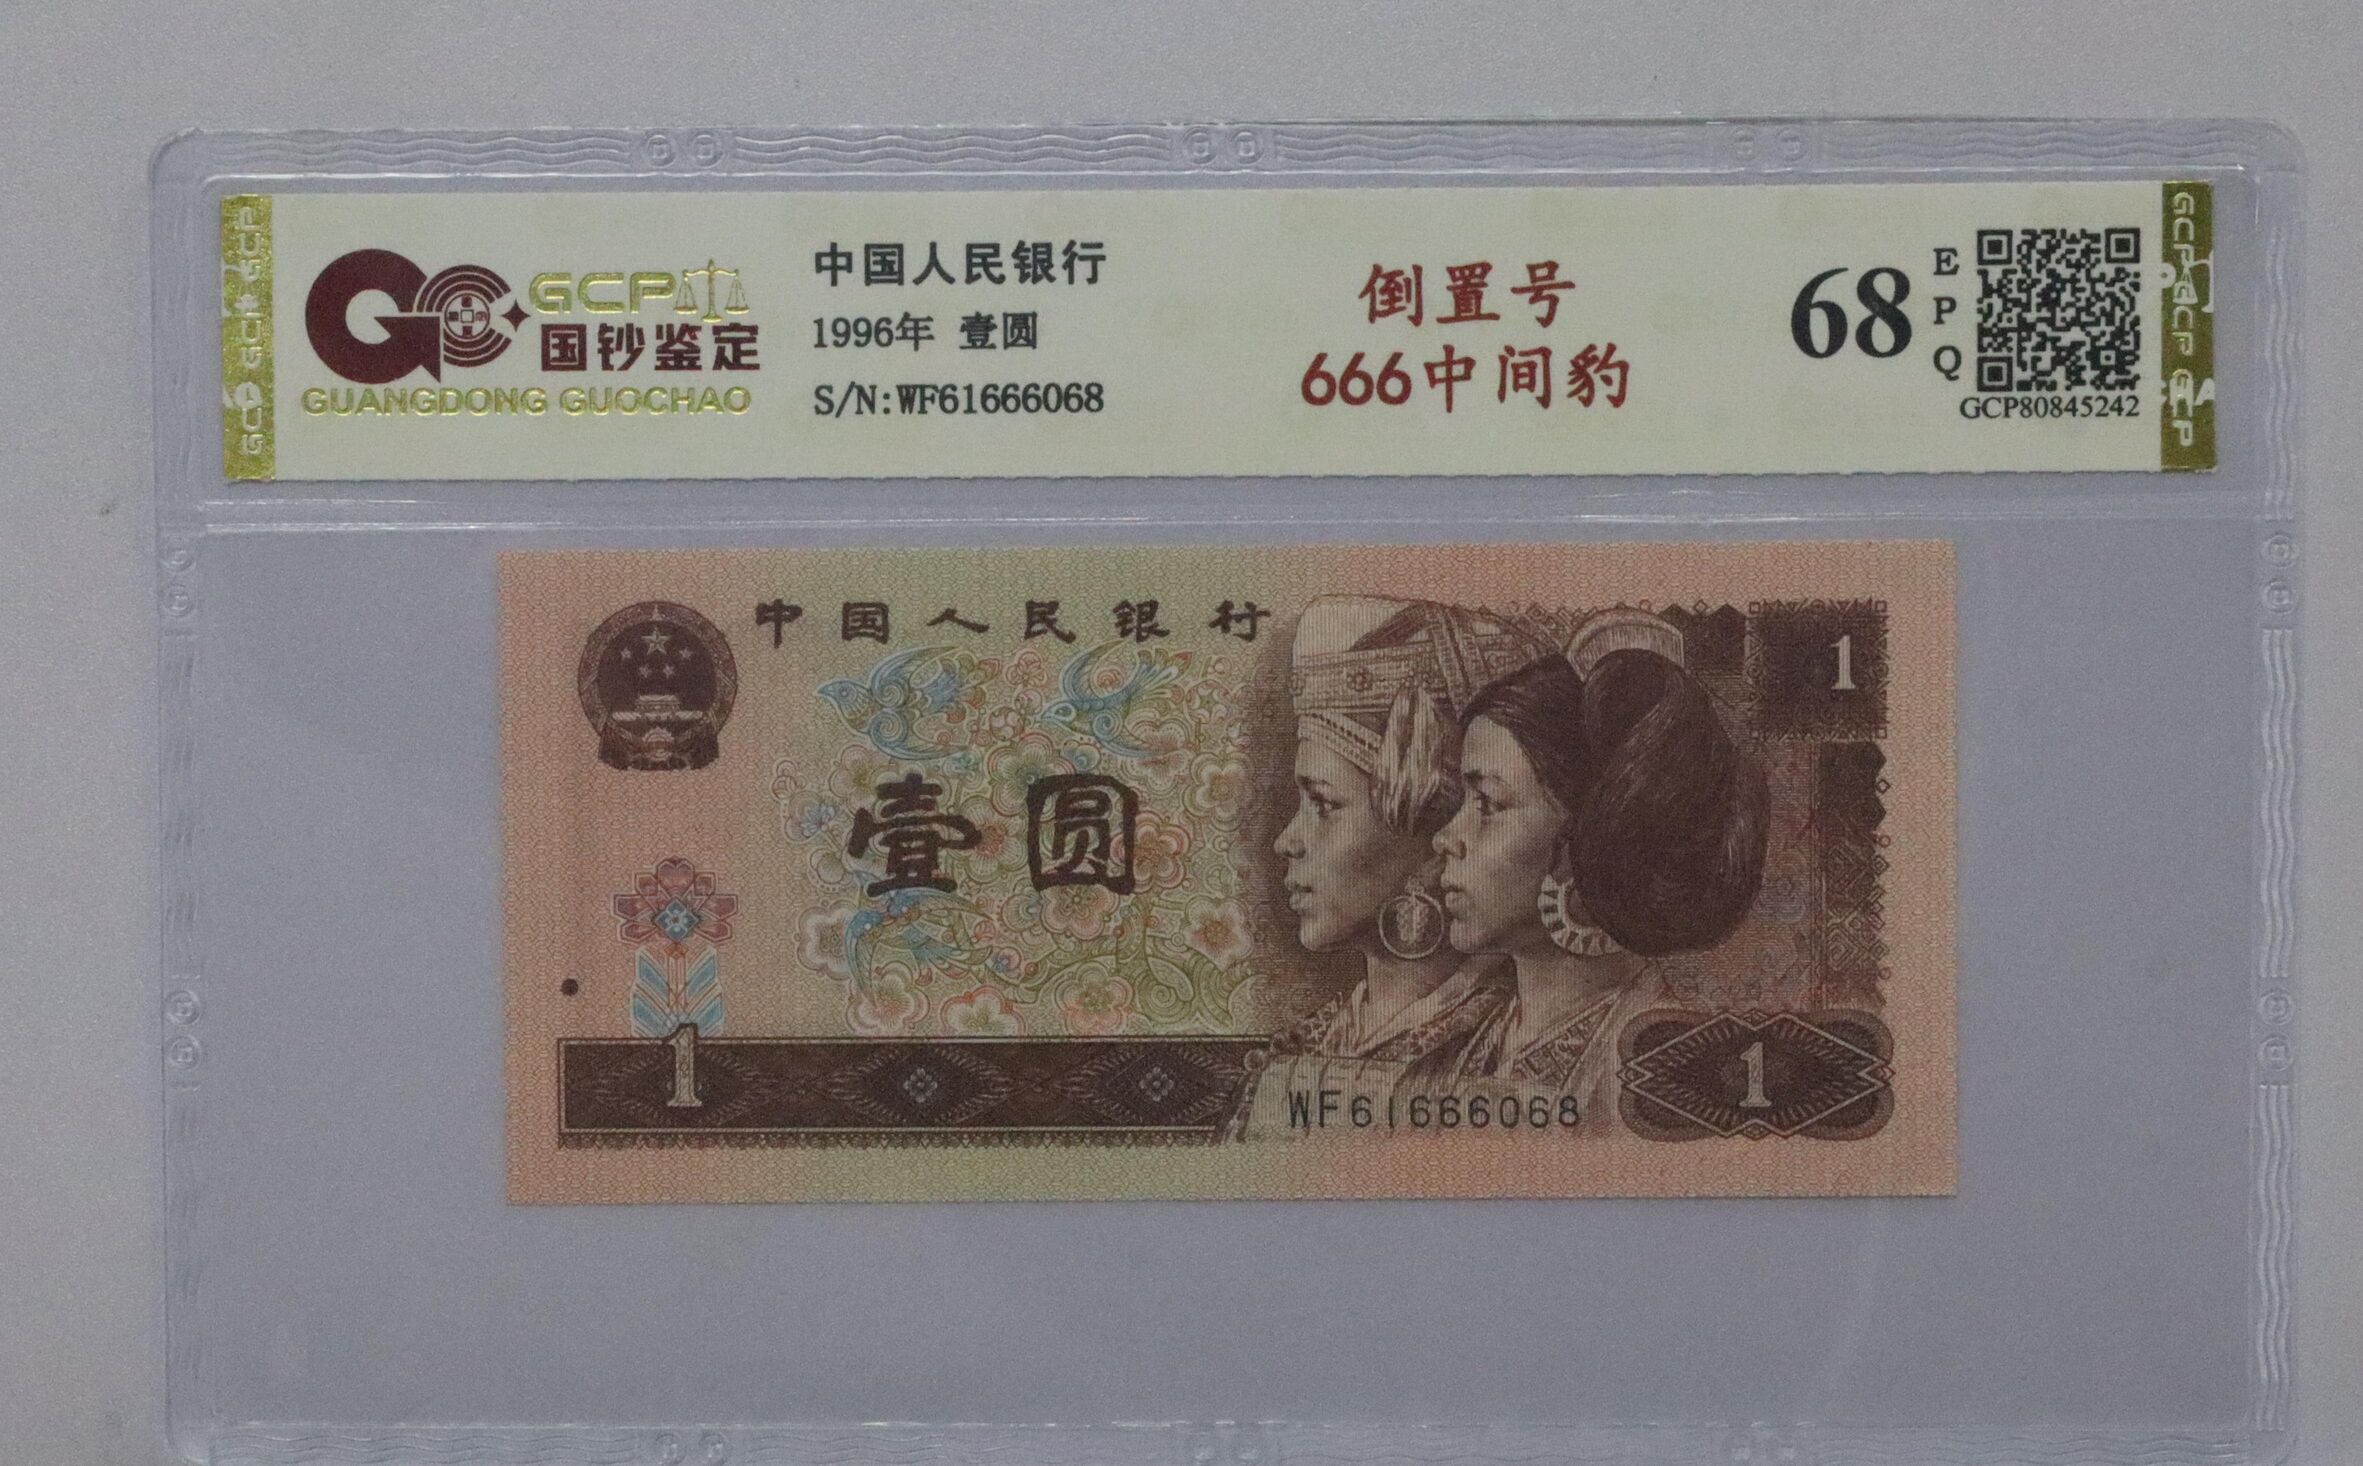 GCP
国钞鉴定
GUANGDONG GUOCHAO
中国人民银行
1996年 壹圆
S/N:WF61666068
倒置号
666中间豹
68
EPQ
GCP80845242
中国人民银行
1
壹圆
1
1
WF61666068